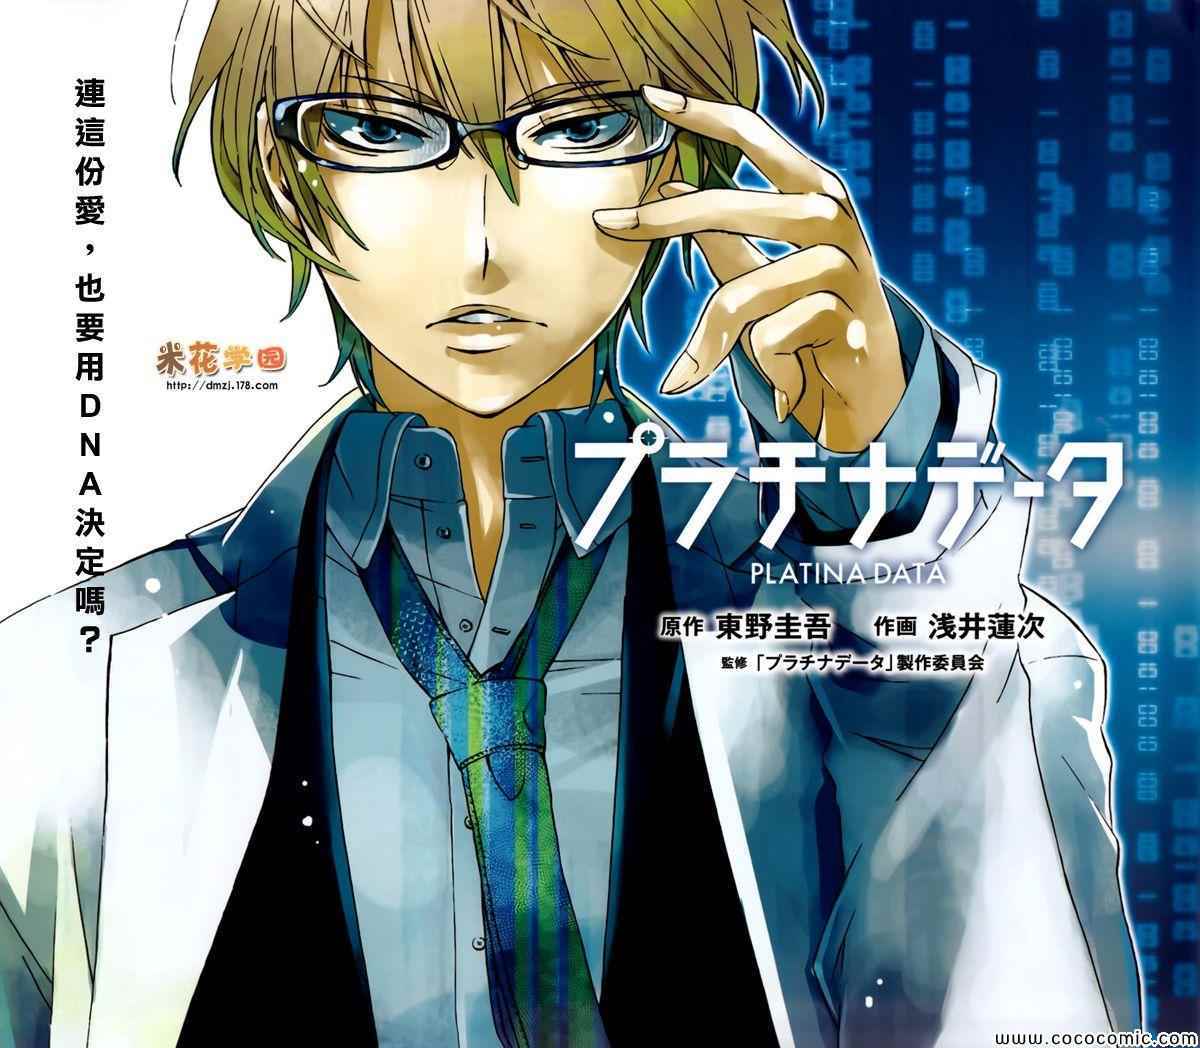 連這份愛，也要用DNA決定嗎？
米花学园
http://dmzj.178.com
プラチナデータ
PLATINA DATA
原作 東野圭吾　作画 浅井蓮次
監修「プラチナデータ」製作委員会
www.cococomic.com